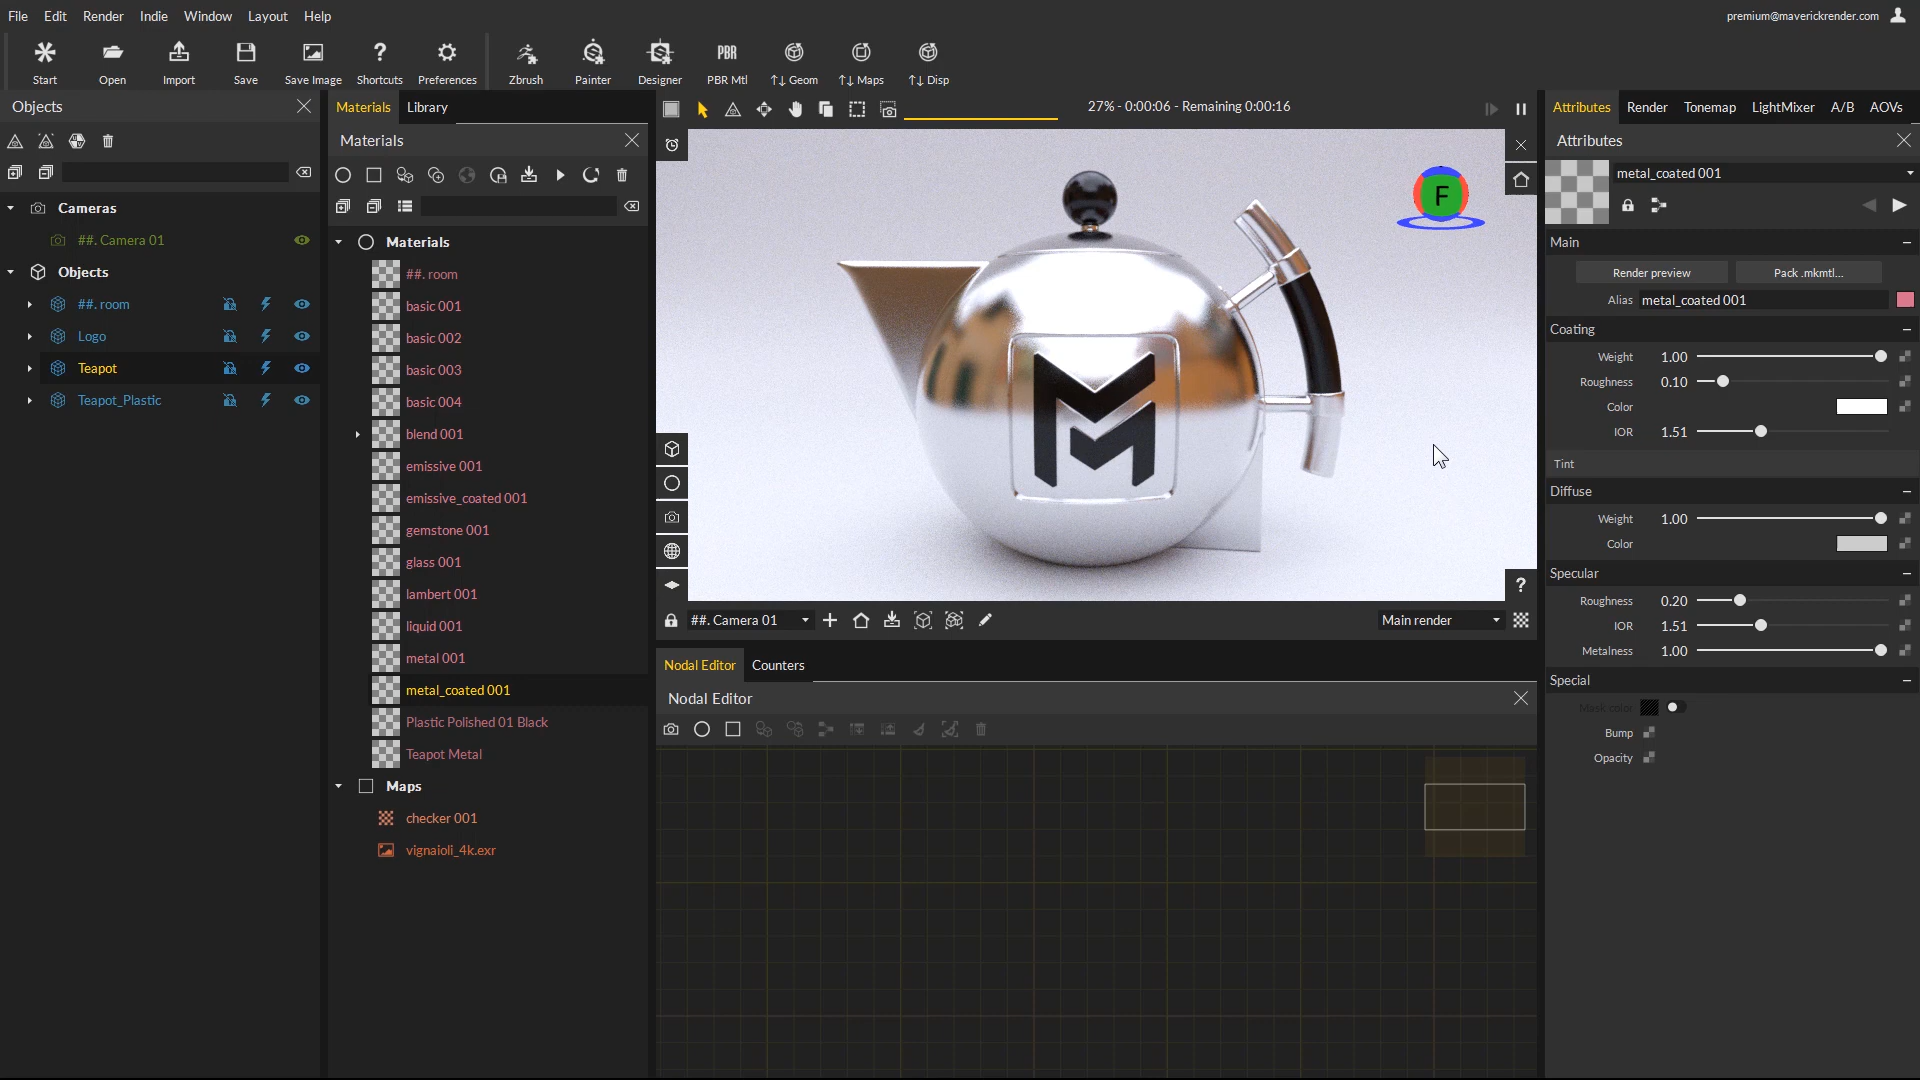 File Edit Render Indie Window Layout Help
premium@maverickrender.com
Start Open Import Save Save Image Shortcuts Preferences Zbrush Painter Designer PBR Mtl ↑↓ Geom ↑↓ Maps ↑↓ Disp
PBR
Objects
Cameras
##. Camera 01
Objects
##. room
Logo
Teapot
Teapot_Plastic
Materials Library
Materials
Materials
##. room
basic 001
basic 002
basic 003
basic 004
blend 001
emissive 001
emissive_coated 001
gemstone 001
glass 001
lambert 001
liquid 001
metal 001
metal_coated 001
Plastic Polished 01 Black
Teapot Metal
Maps
checker 001
vignaioli_4k.exr
27% - 0:00:06 - Remaining 0:00:16
F
M
?
##. Camera 01
Main render
Nodal Editor Counters
Nodal Editor
Attributes Render Tonemap LightMixer A/B AOVs
Attributes
metal_coated 001
Main
Render preview Pack .mkmtl...
Alias metal_coated 001
Coating
Weight 1.00
Roughness 0.10
Color
IOR 1.51
Tint
Diffuse
Weight 1.00
Color
Specular
Roughness 0.20
IOR 1.51
Metalness 1.00
Special
Mask color
Bump
Opacity